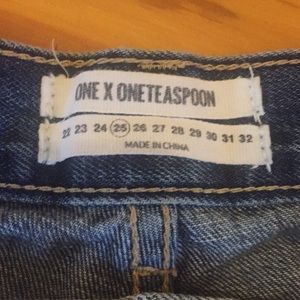 ONE X ONETEASPOON
22 23 24 25 26 27 28 29 30 31 32
MADE IN CHINA